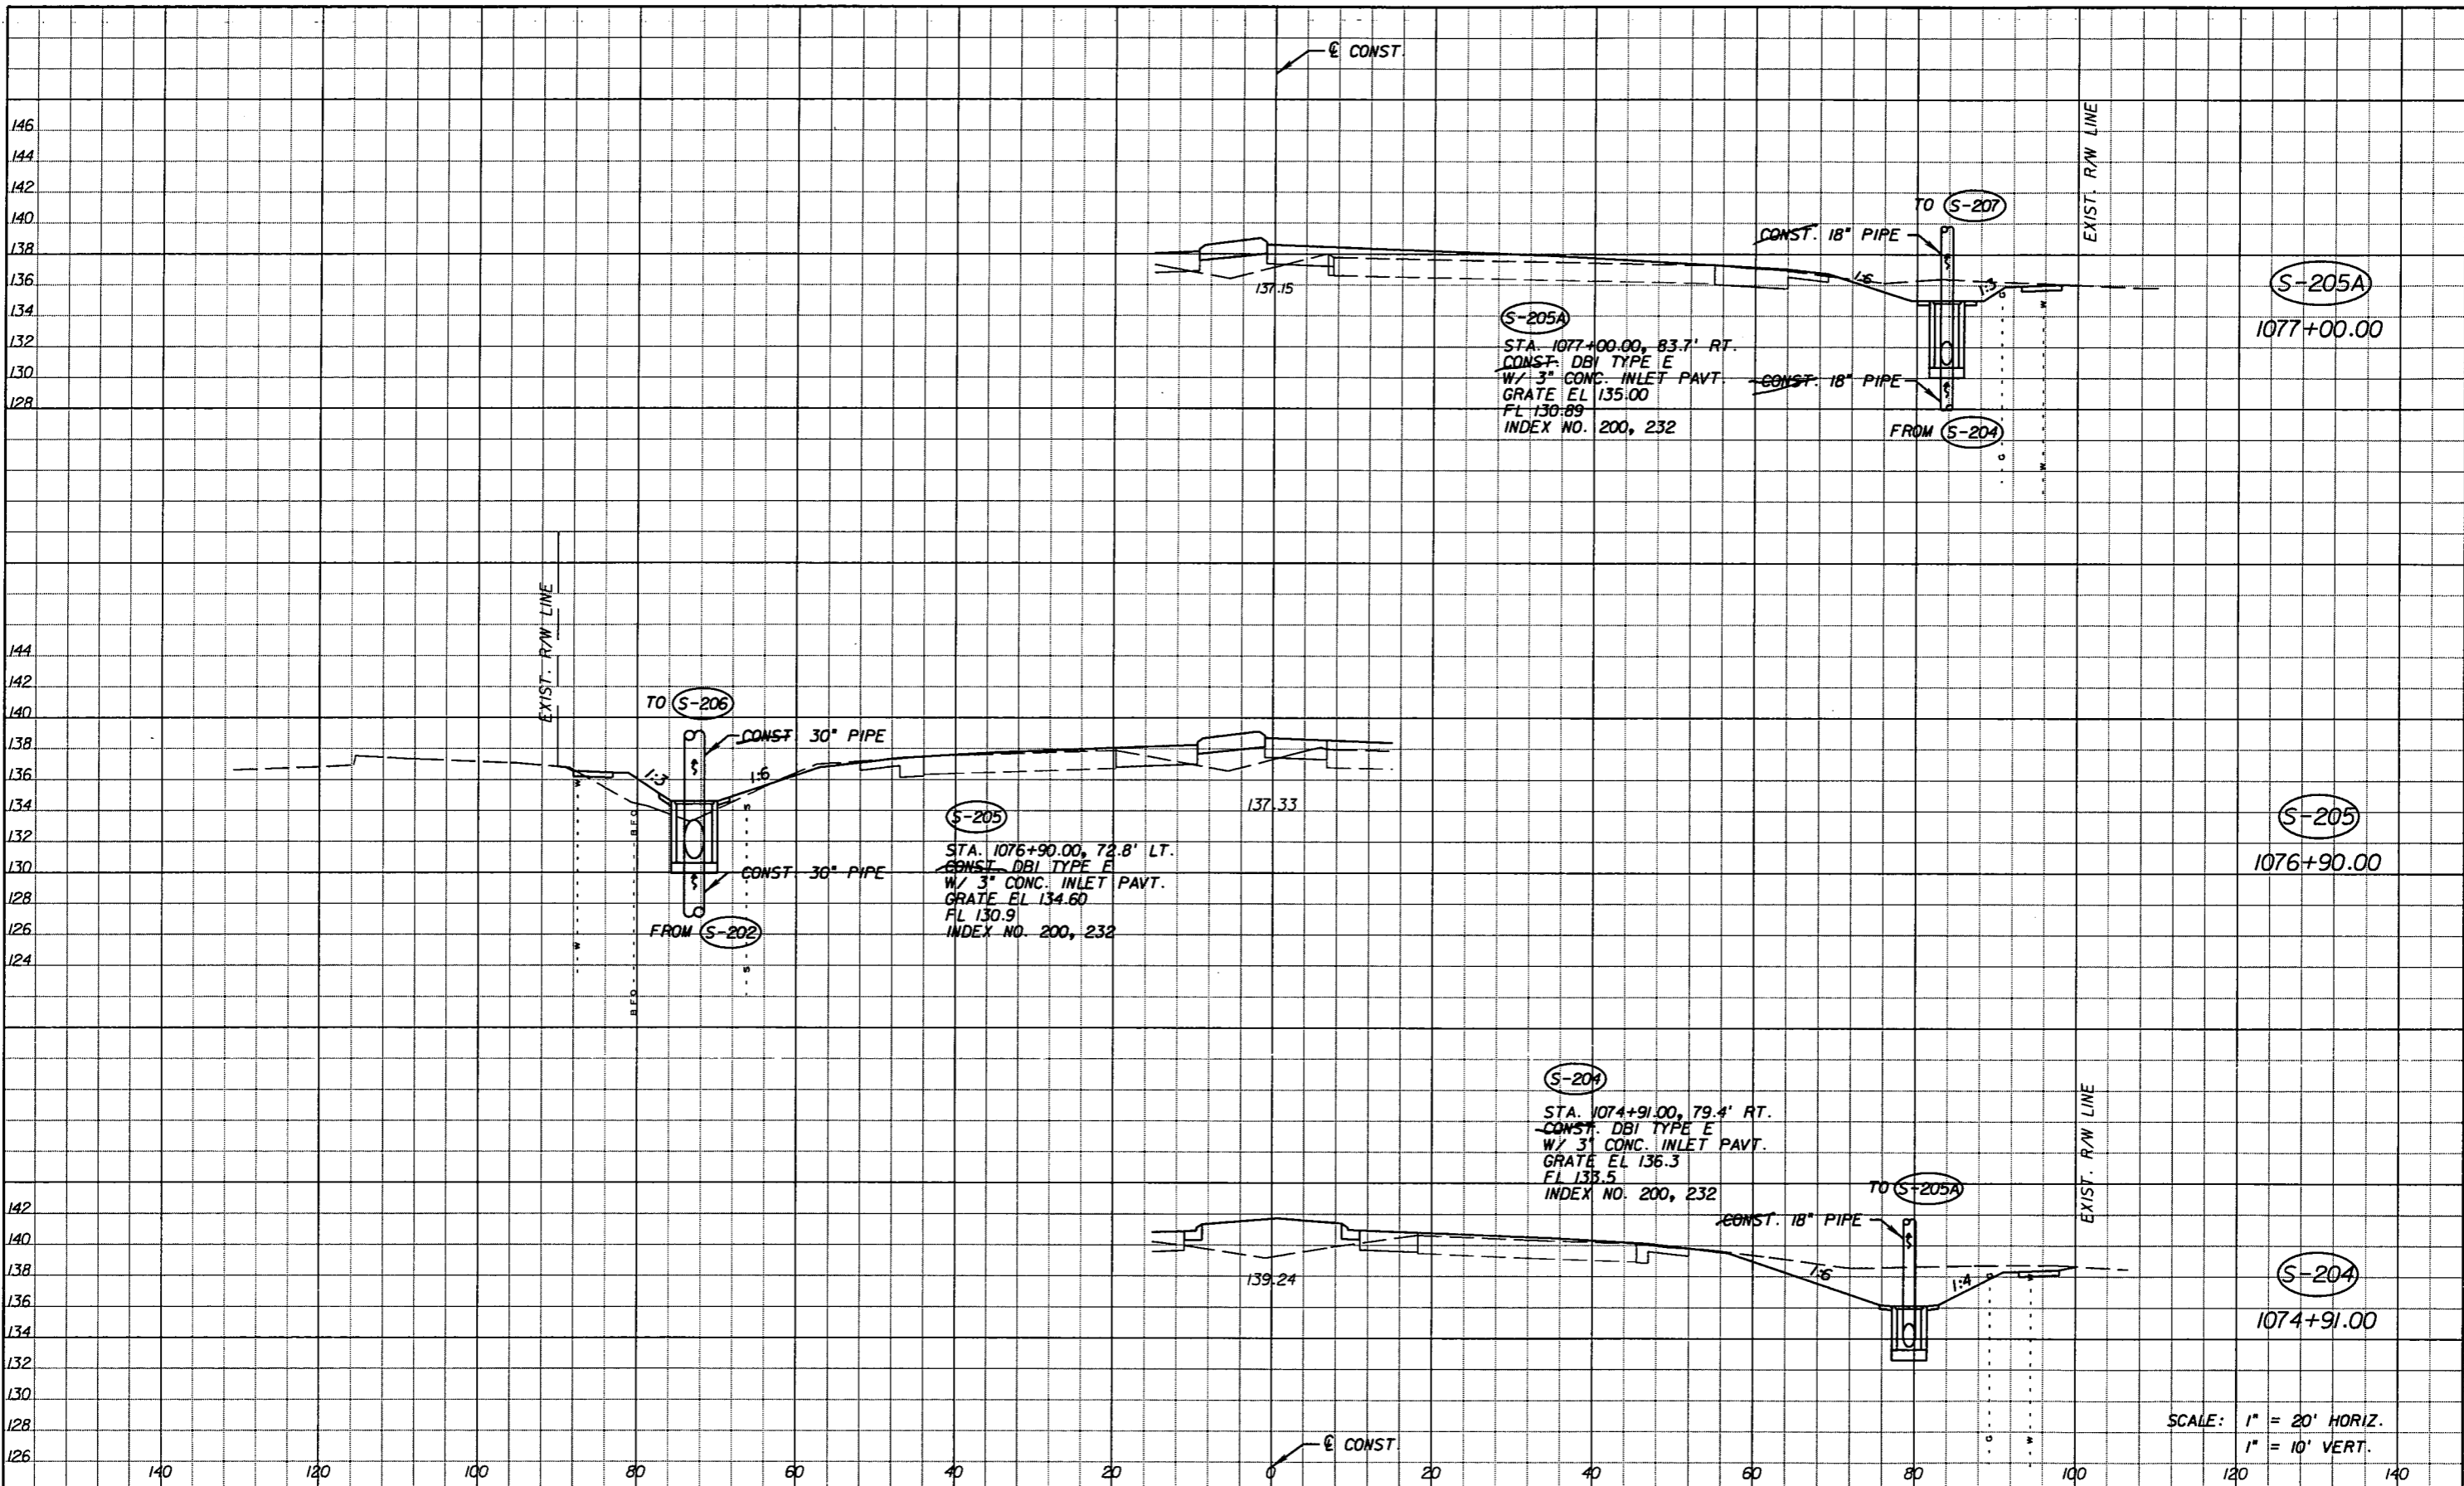 ℄ CONST.
146
144
142
140
138
136
134
132
130
128
TO S-207
CONST. 18" PIPE
EXIST. R/W LINE
1:6
1:3
137.15
S-205A
STA. 1077+00.00, 83.7' RT.
CONST. DBI TYPE E
W/ 3" CONC. INLET PAVT.
GRATE EL 135.00
FL 130.89
INDEX NO. 200, 232
CONST. 18" PIPE
FROM S-204
G
W
G
W
S-205A
1077+00.00
144
142
140
138
136
134
132
130
128
126
124
EXIST. R/W LINE
TO S-206
CONST 30" PIPE
1:3
1:6
W
BFO
S
137.33
S-205
STA. 1076+90.00, 72.8' LT.
CONST. DBI TYPE E
W/ 3" CONC. INLET PAVT.
GRATE EL 134.60
FL 130.9
INDEX NO. 200, 232
CONST. 30" PIPE
FROM S-202
W
S
BFO
S-205
1076+90.00
S-204
STA. 1074+91.00, 79.4' RT.
CONST. DBI TYPE E
W/ 3" CONC. INLET PAVT.
GRATE EL 136.3
FL 133.5
INDEX NO. 200, 232
TO S-205A
CONST. 18" PIPE
EXIST. R/W LINE
142
140
138
136
134
132
130
128
126
139.24
1:6
1:4
G
W
G
W
S-204
1074+91.00
℄ CONST.
SCALE: 1" = 20' HORIZ.
1" = 10' VERT.
140 120 100 80 60 40 20 0 20 40 60 80 100 120 140